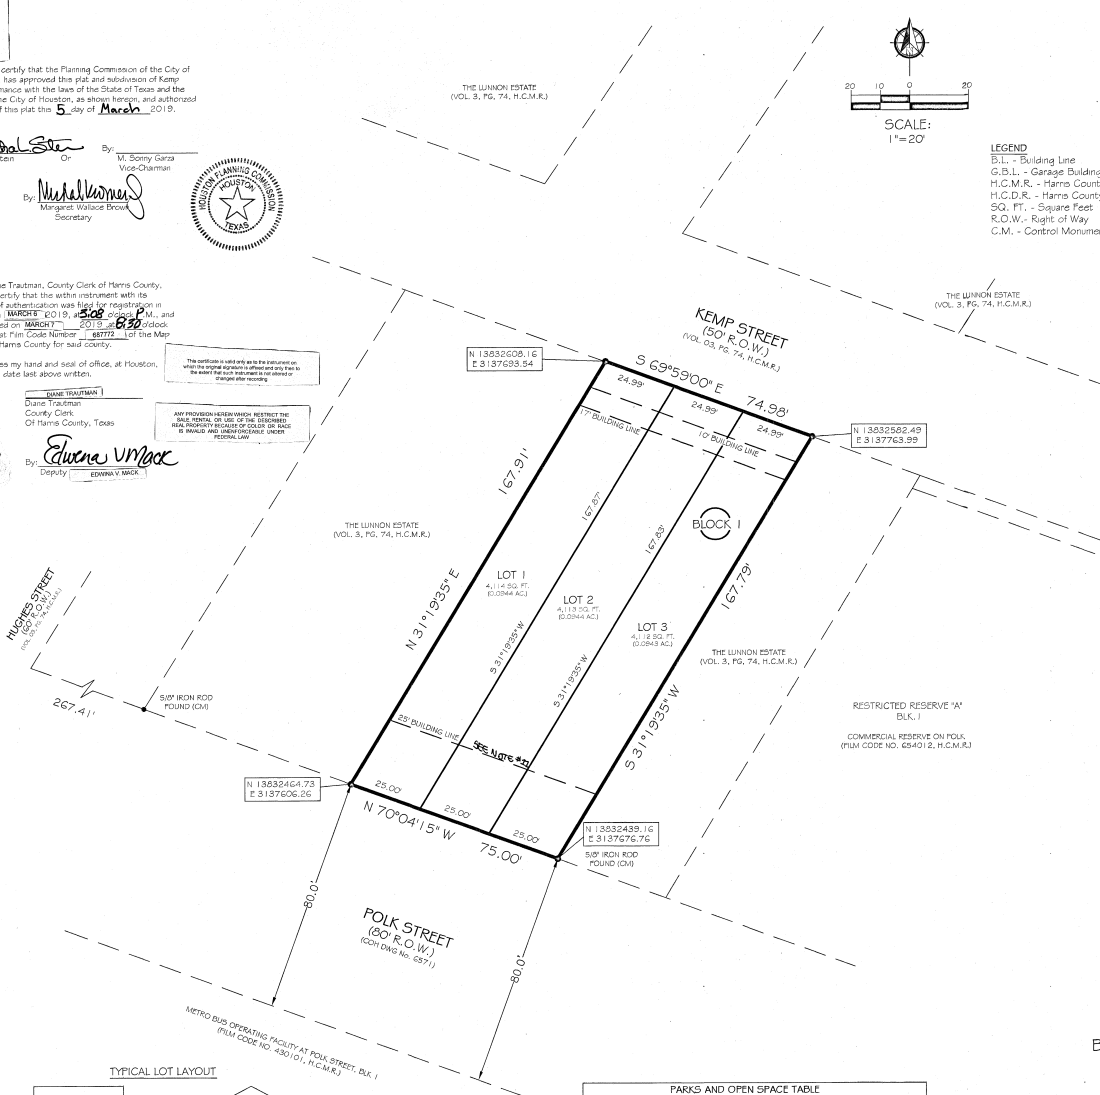 certify that the Planning Commission of the City of
has approved this plat and subdivision of Kemp
mance with the laws of the State of Texas and the
he City of Houston, as shown hereon, and authorized
f this plat this 5 day of March 2019.
By:
tein Or M. Sonny Garza
Vice-Chairman
By:
Margaret Wallace Brown
Secretary
HOUSTON PLANNING COMMISSION
HOUSTON
TEXAS
e Trautman, County Clerk of Harris County,
ertify that the within instrument with its
f authentication was filed for registration in
MARCH 6 2019, at 3:08 o'clock P.M., and
ed on MARCH 7 2019, at 8:30 o'clock
at Film Code Number 687772 of the Map
Harris County for said county.
ss my hand and seal of office, at Houston,
date last above written.
DIANE TRAUTMAN
Diane Trautman
County Clerk
Of Harris County, Texas
Edwina V Mack
By:
Deputy EDWINA V. MACK
This certificate is valid only as to the instrument on
which the original signature is affixed and only then to
the extent that such instrument is not altered or
changed after recording
ANY PROVISION HEREIN WHICH RESTRICT THE
SALE, RENTAL OR USE OF THE DESCRIBED
REAL PROPERTY BECAUSE OF COLOR OR RACE
IS INVALID AND UNENFORCEABLE UNDER
FEDERAL LAW
THE LUNNON ESTATE
(VOL. 3, PG. 74, H.C.M.R.)
20 10 0 20
SCALE:
1"=20'
LEGEND
B.L. - Building Line
G.B.L. - Garage Building
H.C.M.R. - Harris Count
H.C.D.R. - Harris County
SQ. FT. - Square Feet
R.O.W.- Right of Way
C.M. - Control Monume
THE LUNNON ESTATE
(VOL. 3, PG. 74, H.C.M.R.)
KEMP STREET
(50' R.O.W.)
(VOL. 03, PG. 74, H.C.M.R.)
N 13832608.16
E 3137693.54
S 69°59'00" E
74.98'
24.99'
24.99'
24.99'
N 13832582.49
E 3137763.99
17' BUILDING LINE
10' BUILDING LINE
167.91'
N 31°19'35" E
167.87'
S 31°19'35" W
167.83'
S 31°19'35" W
BLOCK 1
167.79'
S 31°19'35" W
THE LUNNON ESTATE
(VOL. 3, PG. 74, H.C.M.R.)
LOT 1
4,114 SQ. FT.
(0.0944 AC.)
LOT 2
4,113 SQ. FT.
(0.0944 AC.)
LOT 3
4,112 SQ. FT.
(0.0943 AC.)
THE LUNNON ESTATE
(VOL. 3, PG. 74, H.C.M.R.)
RESTRICTED RESERVE "A"
BLK. 1
COMMERCIAL RESERVE ON POLK
(FILM CODE NO. 654012, H.C.M.R.)
HUGHES STREET
(60' R.O.W.)
(VOL. 03, PG. 74, H.C.M.R.)
267.41'
5/8" IRON ROD
FOUND (CM)
25' BUILDING LINE
SEE NOTE
N 13832464.73
E 3137606.26
25.00'
25.00'
25.00'
N 70°04'15" W
75.00'
N 13832439.16
E 3137676.76
5/8" IRON ROD
FOUND (CM)
80.0'
80.0'
POLK STREET
(80' R.O.W.)
(COH DWG No. 6571)
METRO BUS OPERATING FACILITY AT POLK STREET, BLK. 1
(FILM CODE NO. 430101, H.C.M.R.)
TYPICAL LOT LAYOUT
PARKS AND OPEN SPACE TABLE